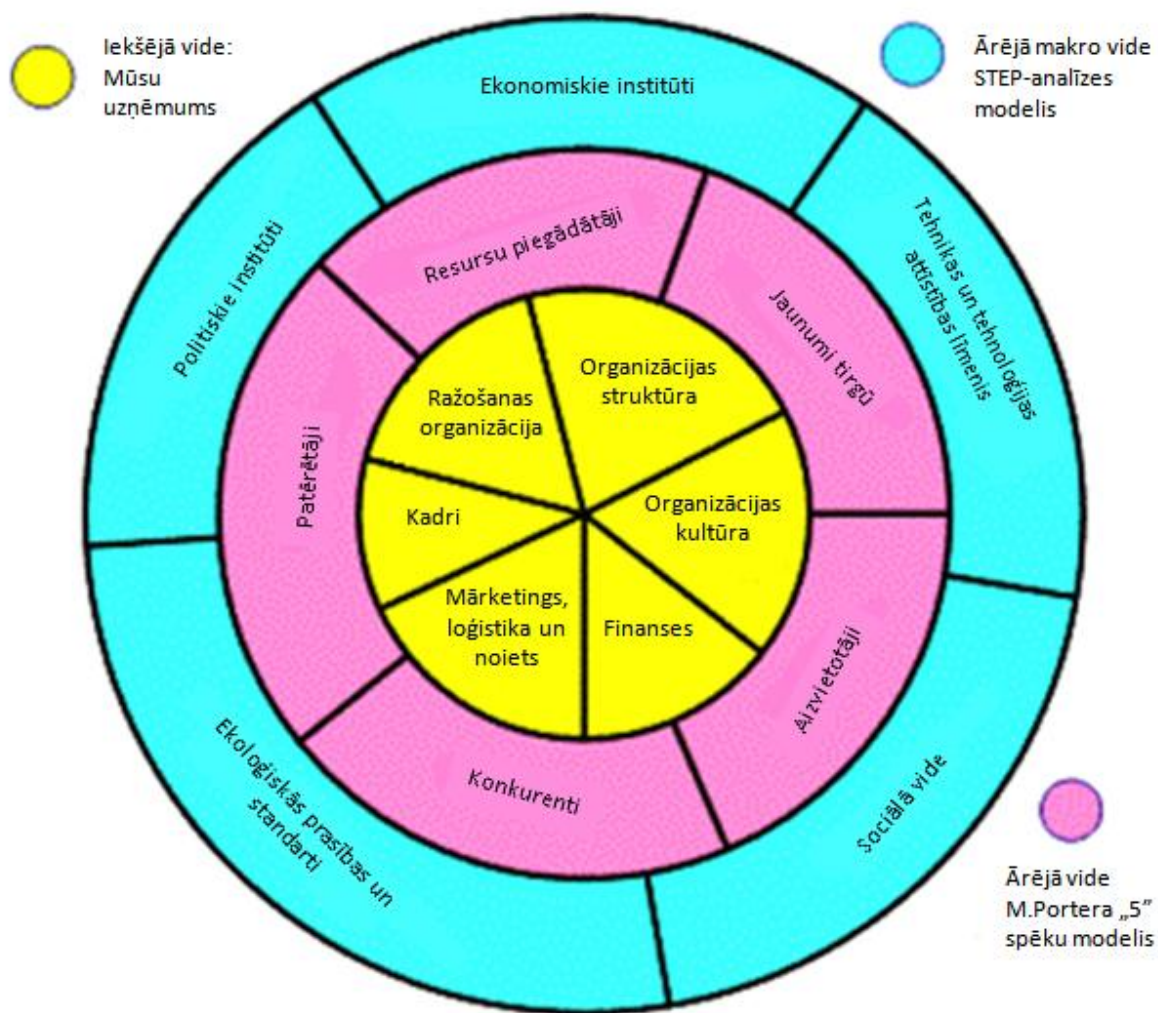 Iekšējā vide:
Mūsu
uzņēmums
Ārējā makro vide
STEP-analīzes
modelis
Ekonomiskie institūti
Politiskie institūti
Tehnikas un tehnoloģijas
attīstības līmenis
Resursu piegādātāji
Jaunumi tirgū
Organizācijas
struktūra
Ražošanas
organizācija
Patērētāji
Kadri
Organizācijas
kultūra
Mārketings,
loģistika un
noiets
Finanses
Aizvietotāji
Konkurenti
Ekoloģiskās prasības un
standarti
Sociālā vide
Ārējā vide
M.Portera „5”
spēku modelis